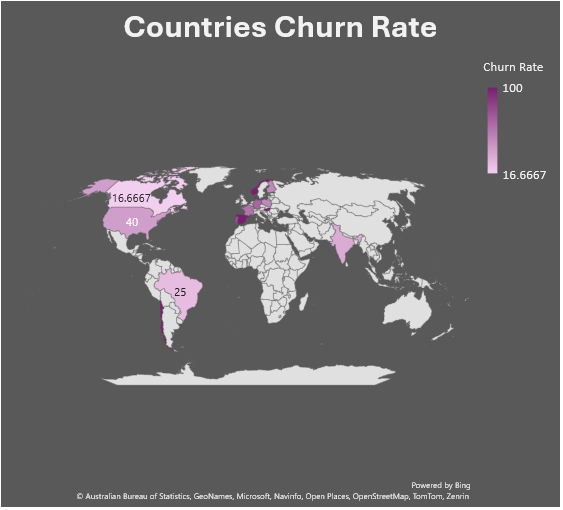 Countries Churn Rate
Churn Rate
100
16.6667
16.6667
40
25
Powered by Bing
© Australian Bureau of Statistics, GeoNames, Microsoft, Navinfo, Open Places, OpenStreetMap, TomTom, Zenrin